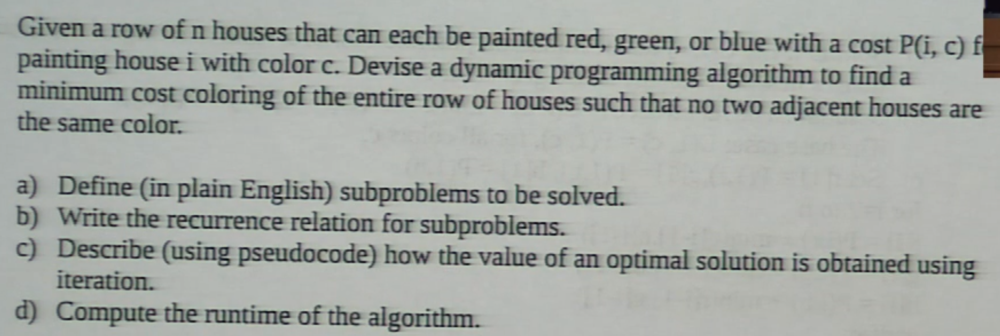 Given a row of n houses that can each be painted red, green, or blue with a cost P(i, c)
painting house i with color c. Devise a dynamic programming algorithm to find a
minimum cost coloring of the entire row of houses such that no two adjacent houses are
the same color.
a) Define (in plain English) subproblems to be solved.
b) Write the recurrence relation for subproblems.
c) Describe (using pseudocode) how the value of an optimal solution is obtained using
iteration.
d) Compute the runtime of the algorithm.